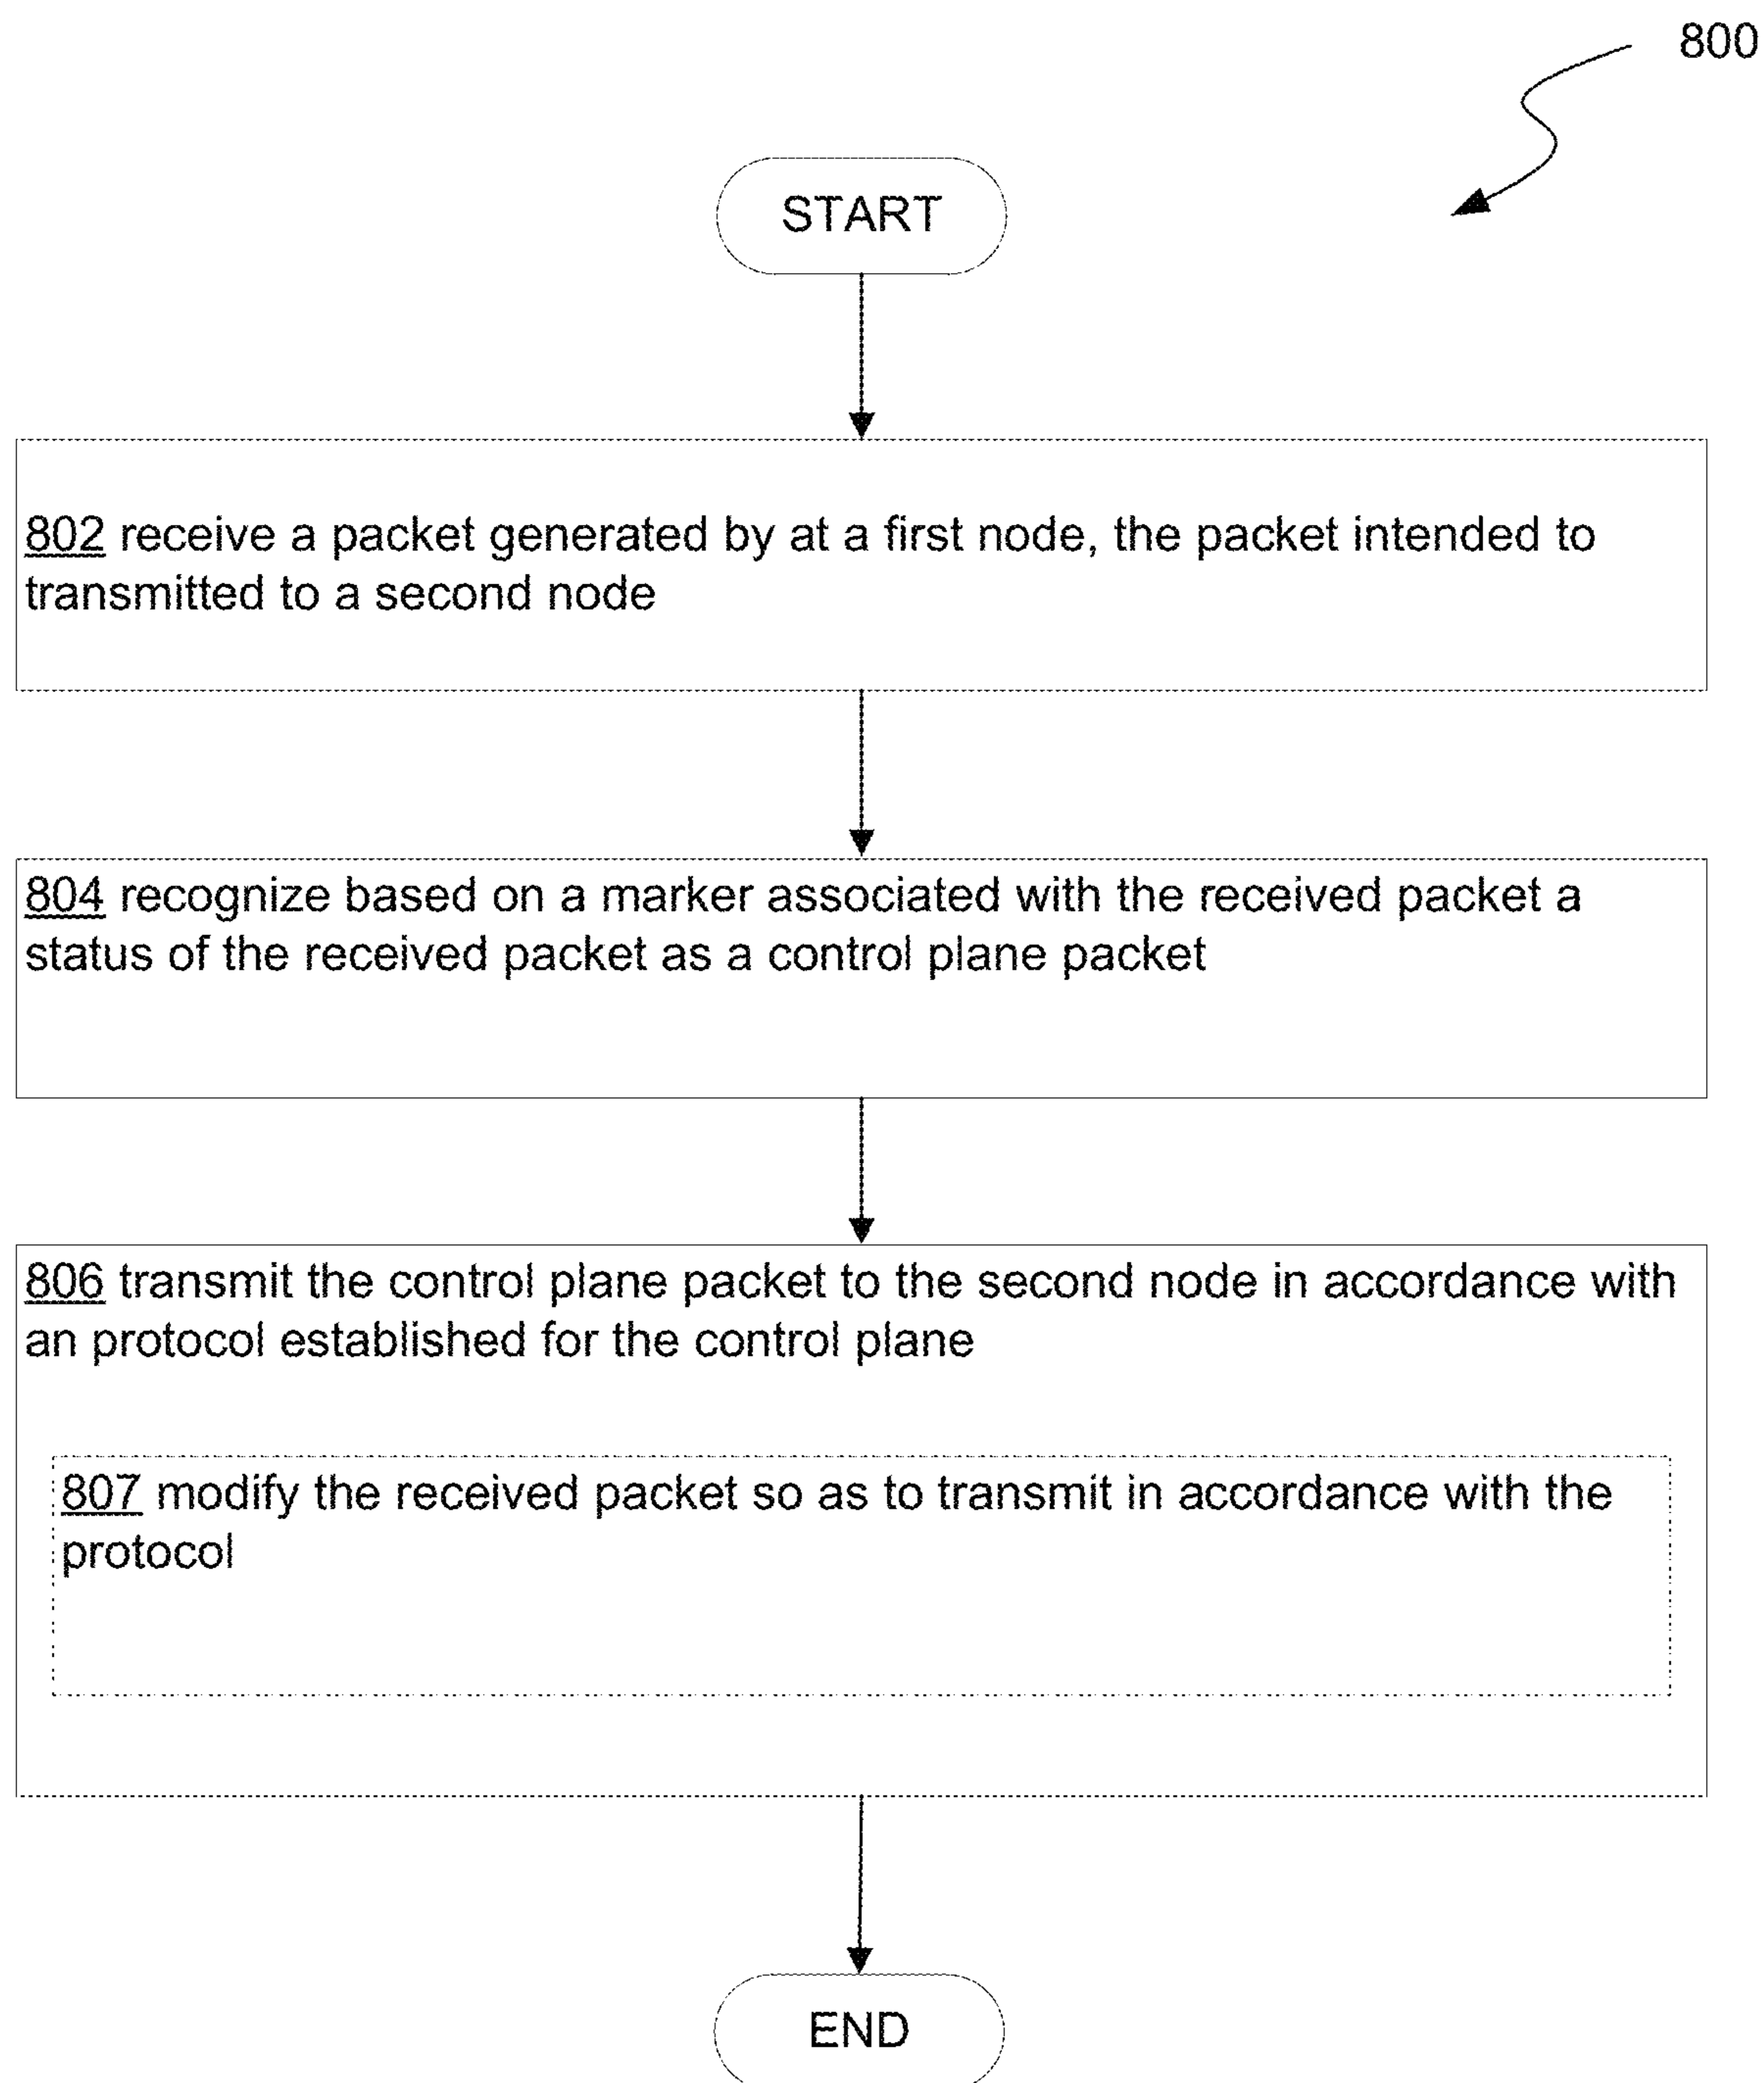 800
START
802 receive a packet generated by at a first node, the packet intended to
transmitted to a second node
804 recognize based on a marker associated with the received packet a
status of the received packet as a control plane packet
806 transmit the control plane packet to the second node in accordance with
an protocol established for the control plane
807 modify the received packet so as to transmit in accordance with the
protocol
END